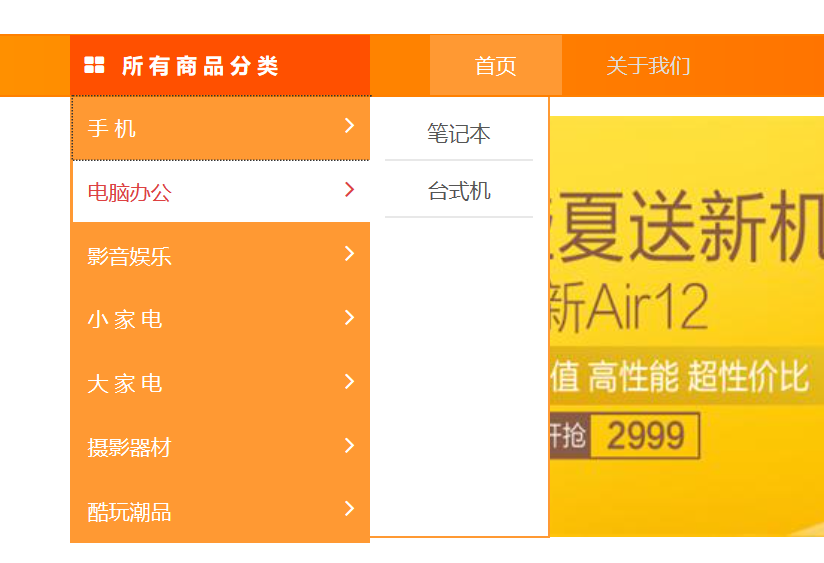 所有商品分类
首页
关于我们
手 机
电脑办公
影音娱乐
小 家 电
大 家 电
摄影器材
酷玩潮品
笔记本
台式机
夏送新机
新Air12
值 高性能 超性价比
抢 2999